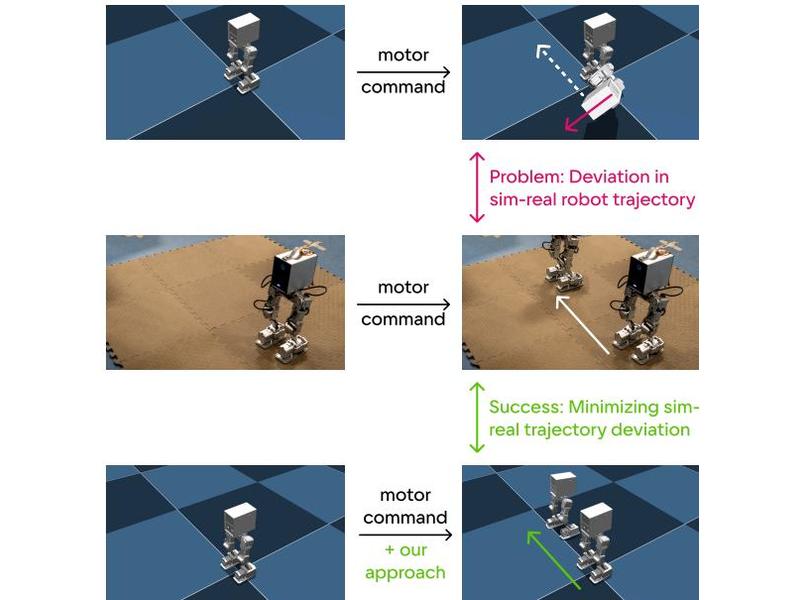 motor
command
Problem: Deviation in
sim-real robot trajectory
motor
command
Success: Minimizing sim-
real trajectory deviation
motor
command
+ our
approach